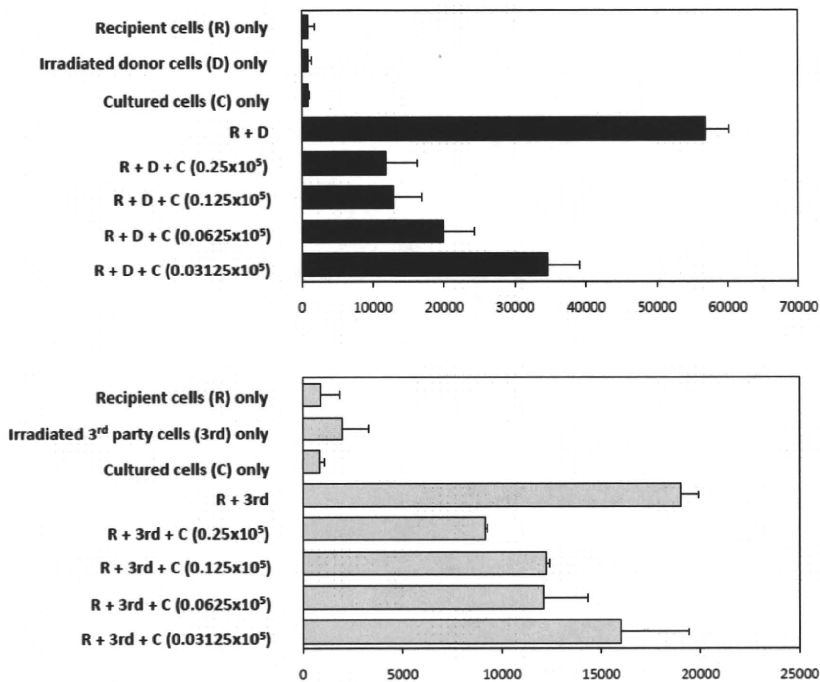 Recipient cells (R) only
Irradiated donor cells (D) only
Cultured cells (C) only
R + D
R + D + C (0.25x10⁵)
R + D + C (0.125x10⁵)
R + D + C (0.0625x10⁵)
R + D + C (0.03125x10⁵)
0 10000 20000 30000 40000 50000 60000 70000
Recipient cells (R) only
Irradiated 3ʳᵈ party cells (3rd) only
Cultured cells (C) only
R + 3rd
R + 3rd + C (0.25x10⁵)
R + 3rd + C (0.125x10⁵)
R + 3rd + C (0.0625x10⁵)
R + 3rd + C (0.03125x10⁵)
0 5000 10000 15000 20000 25000